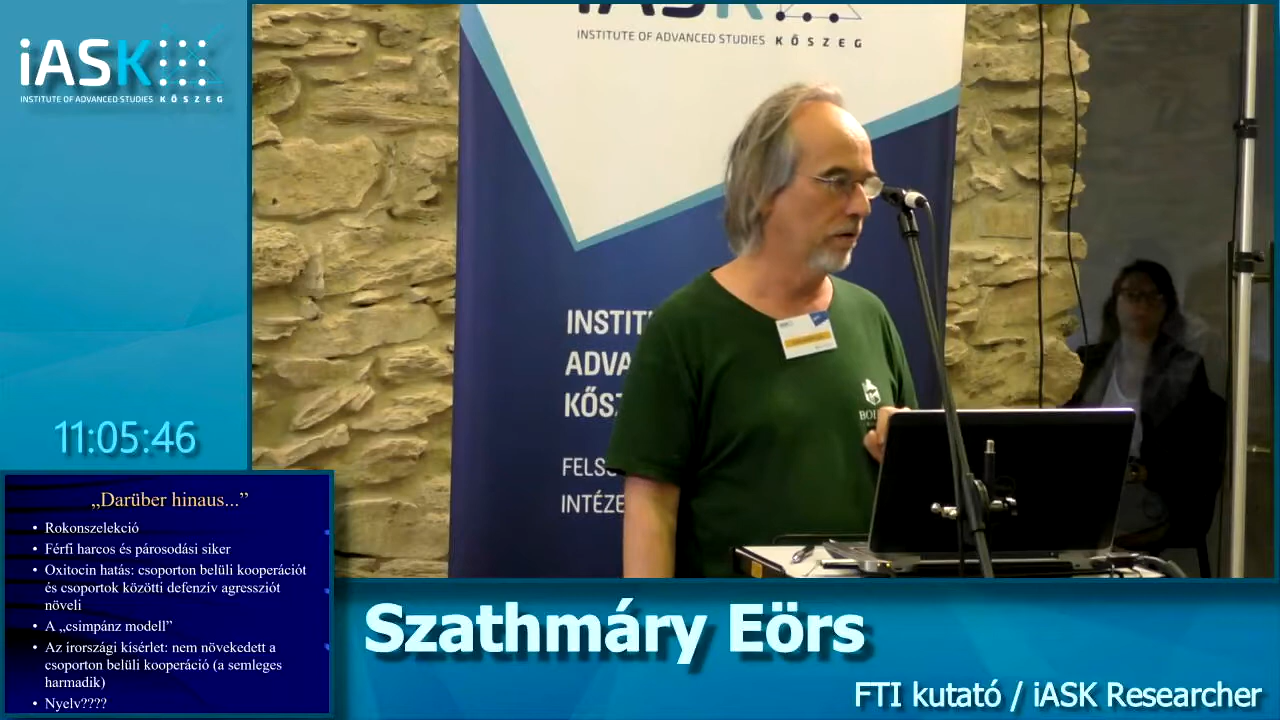 iASK
INSTITUTE OF ADVANCED STUDIES KŐSZEG
INSTITUTE OF ADVANCED STUDIES KŐSZEG
INSTIT
ADVA
KŐS
FELS
INTÉZE
11:05:46
„Darüber hinaus...”
• Rokonszelekció
• Férfi harcos és párosodási siker
• Oxitocin hatás: csoporton belüli kooperációt
és csoportok közötti defenzív agressziót
növeli
• A „csimpánz modell”
• Az írországi kísérlet: nem növekedett a
csoporton belüli kooperáció (a semleges
harmadik)
• Nyelv????
Szathmáry Eörs
FTI kutató / iASK Researcher